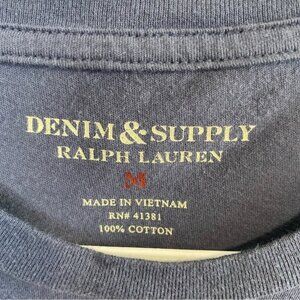 DENIM & SUPPLY
RALPH LAUREN
M
MADE IN VIETNAM
RN# 41381
100% COTTON